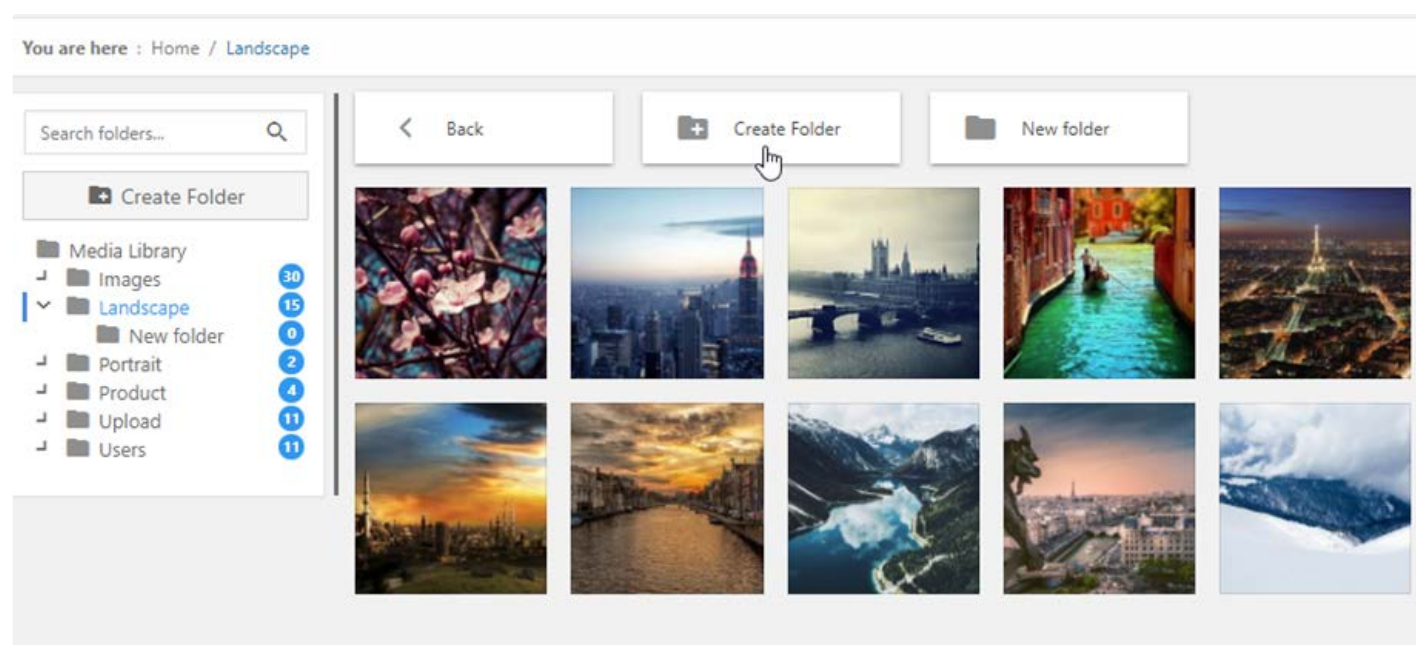 You are here : Home / Landscape
Search folders...
Create Folder
Media Library
Images 30
Landscape 15
New folder 0
Portrait 2
Product 4
Upload 11
Users 11
Back
Create Folder
New folder